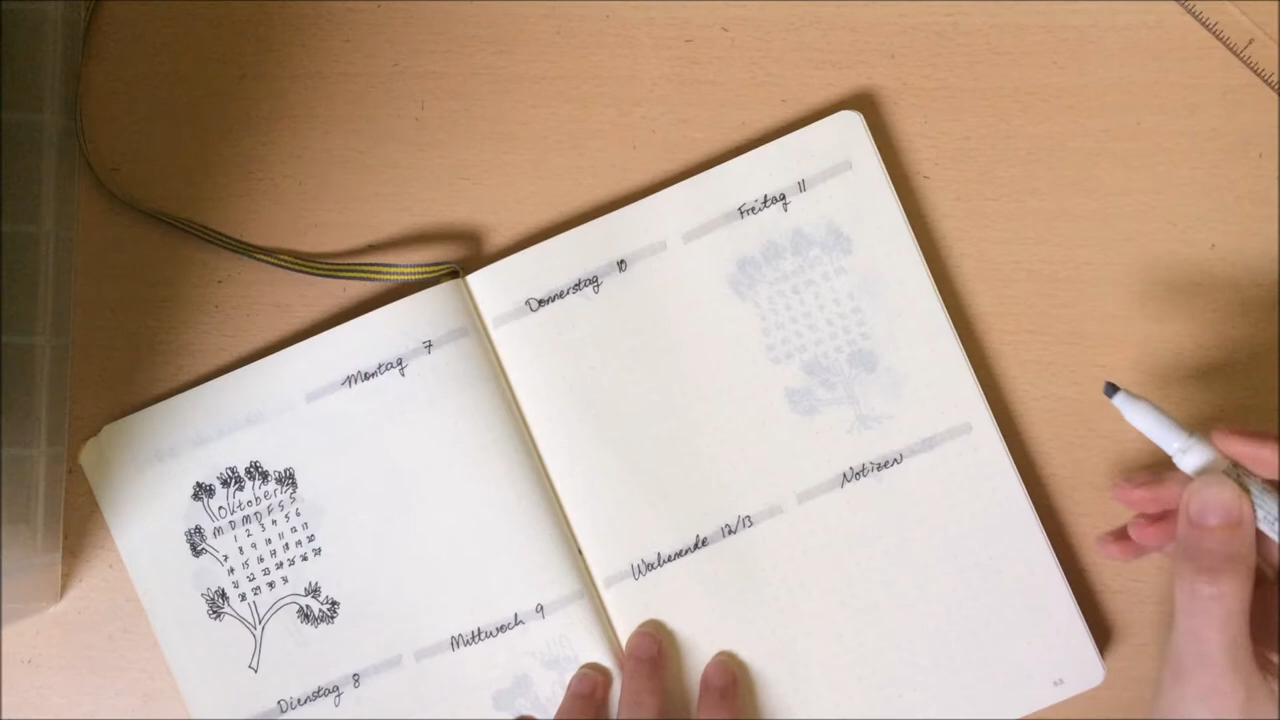 Montag 7
Oktober
M D M D F S S
1 2 3 4 5 6
7 8 9 10 11 12 13
14 15 16 17 18 19 20
21 22 23 24 25 26 27
28 29 30 31
Dienstag 8
Mittwoch 9
Donnerstag 10
Freitag 11
Wochenende 12/13
Notizen